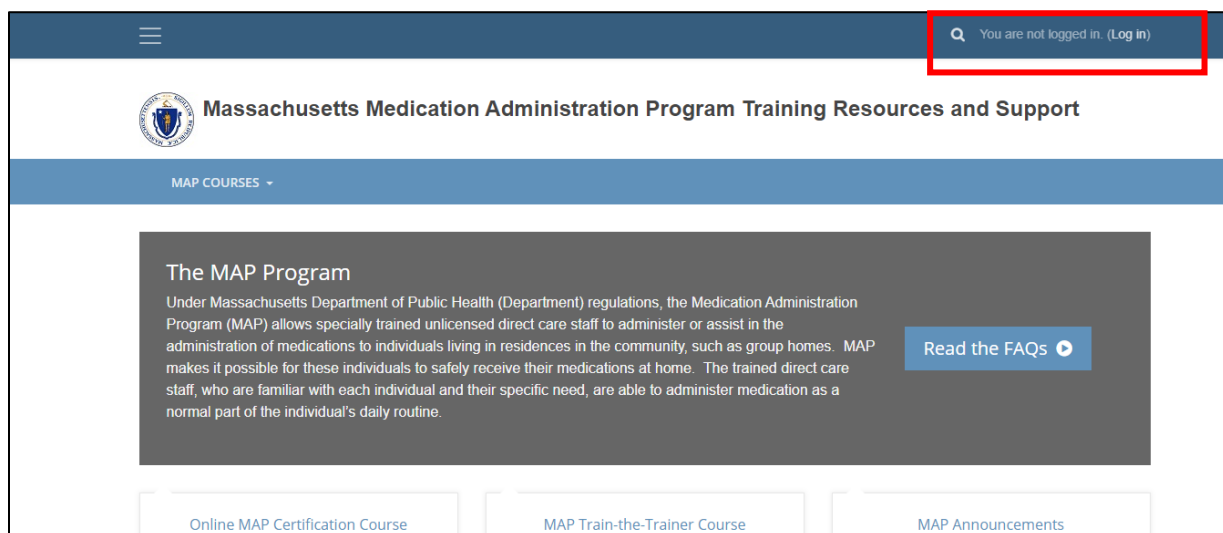 You are not logged in. (Log in)
Massachusetts Medication Administration Program Training Resources and Support
MAP COURSES
The MAP Program
Under Massachusetts Department of Public Health (Department) regulations, the Medication Administration
Program (MAP) allows specially trained unlicensed direct care staff to administer or assist in the
administration of medications to individuals living in residences in the community, such as group homes.  MAP
makes it possible for these individuals to safely receive their medications at home.  The trained direct care
staff, who are familiar with each individual and their specific need, are able to administer medication as a
normal part of the individual's daily routine.
Read the FAQs
Online MAP Certification Course
MAP Train-the-Trainer Course
MAP Announcements